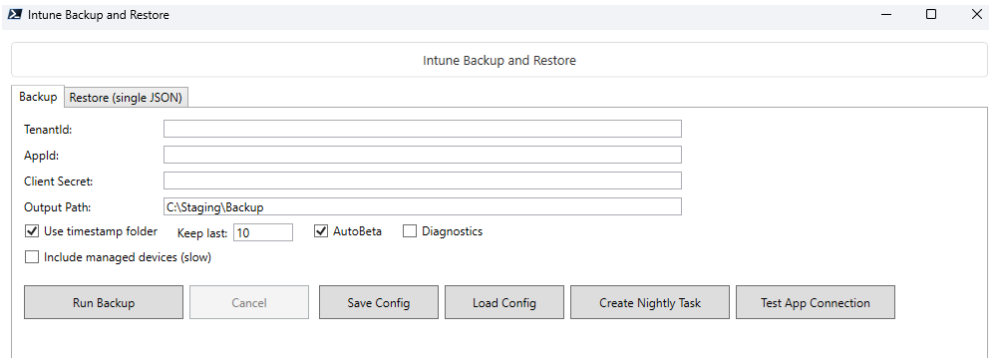 Intune Backup and Restore
Intune Backup and Restore
Backup Restore (single JSON)
TenantId:
AppId:
Client Secret:
Output Path: C:\Staging\Backup
Use timestamp folder Keep last: 10 AutoBeta Diagnostics
Include managed devices (slow)
Run Backup Cancel Save Config Load Config Create Nightly Task Test App Connection